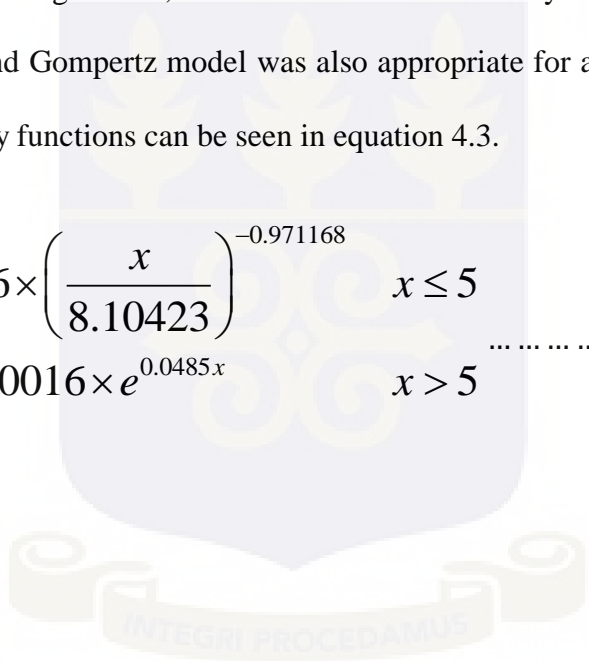 nd Gompertz model was also appropriate for a
y functions can be seen in equation 4.3.
6×(x/8.10423)^−0.971168 x ≤ 5
... ... ... ..
0016×e^0.0485x x > 5
INTEGRI PROCEDAMUS